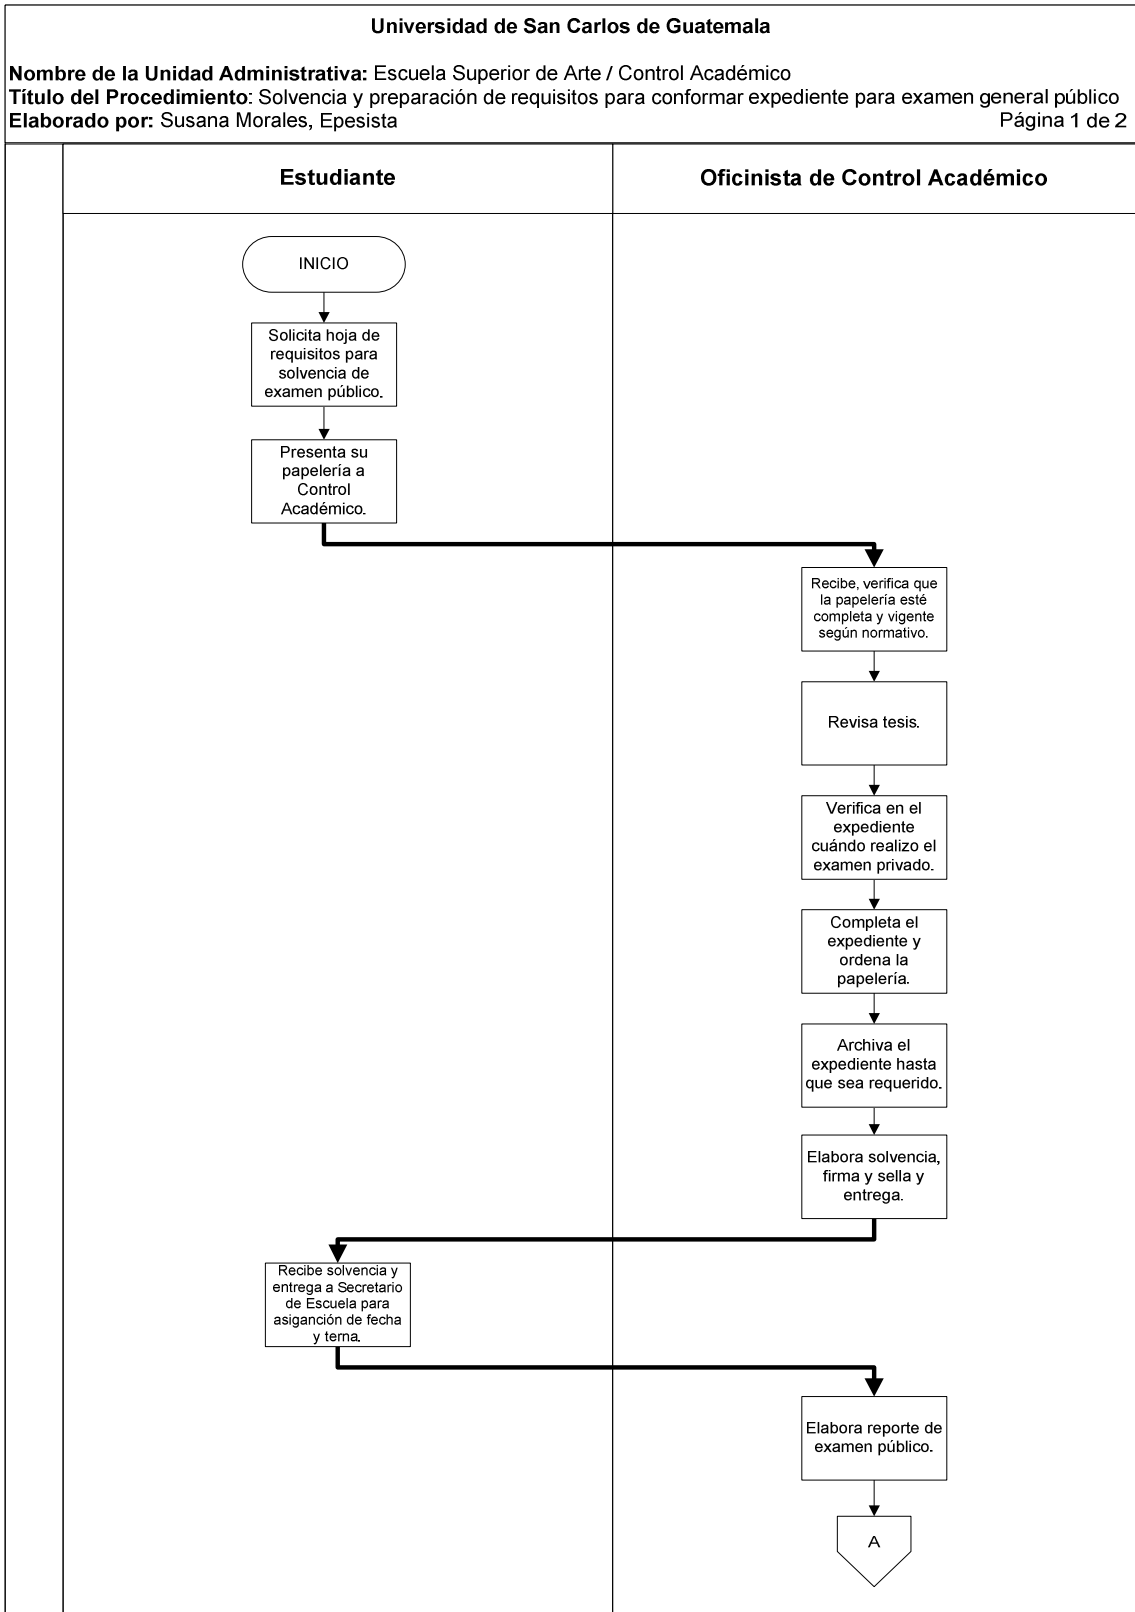 Universidad de San Carlos de Guatemala
Nombre de la Unidad Administrativa: Escuela Superior de Arte / Control Académico
Título del Procedimiento: Solvencia y preparación de requisitos para conformar expediente para examen general público
Elaborado por: Susana Morales, Epesista Página 1 de 2
Estudiante
Oficinista de Control Académico
INICIO
Solicita hoja de
requisitos para
solvencia de
examen público.
Presenta su
papelería a
Control
Académico.
Recibe, verifica que
la papelería esté
completa y vigente
según normativo.
Revisa tesis.
Verifica en el
expediente
cuándo realizo el
examen privado.
Completa el
expediente y
ordena la
papelería.
Archiva el
expediente hasta
que sea requerido.
Elabora solvencia,
firma y sella y
entrega.
Recibe solvencia y
entrega a Secretario
de Escuela para
asiganción de fecha
y terna.
Elabora reporte de
examen público.
A